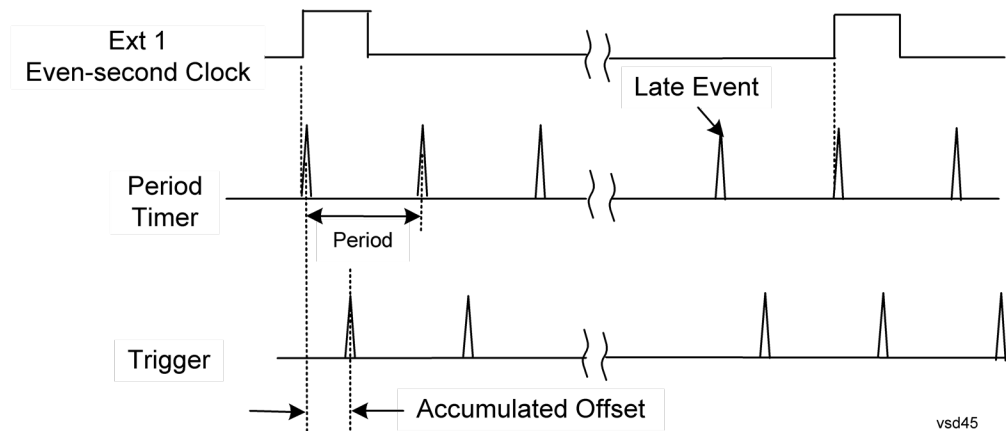 Ext 1
Even-second Clock
Late Event
Period
Timer
Period
Trigger
Accumulated Offset
vsd45